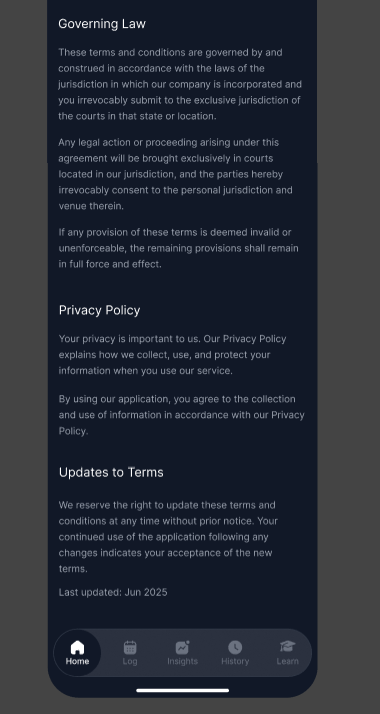 Governing Law
These terms and conditions are governed by and
construed in accordance with the laws of the
jurisdiction in which our company is incorporated and
you irrevocably submit to the exclusive jurisdiction of
the courts in that state or location.
Any legal action or proceeding arising under this
agreement will be brought exclusively in courts
located in our jurisdiction, and the parties hereby
irrevocably consent to the personal jurisdiction and
venue therein.
If any provision of these terms is deemed invalid or
unenforceable, the remaining provisions shall remain
in full force and effect.
Privacy Policy
Your privacy is important to us. Our Privacy Policy
explains how we collect, use, and protect your
information when you use our service.
By using our application, you agree to the collection
and use of information in accordance with our Privacy
Policy.
Updates to Terms
We reserve the right to update these terms and
conditions at any time without prior notice. Your
continued use of the application following any
changes indicates your acceptance of the new
terms.
Last updated: Jun 2025
Home Log Insights History Learn